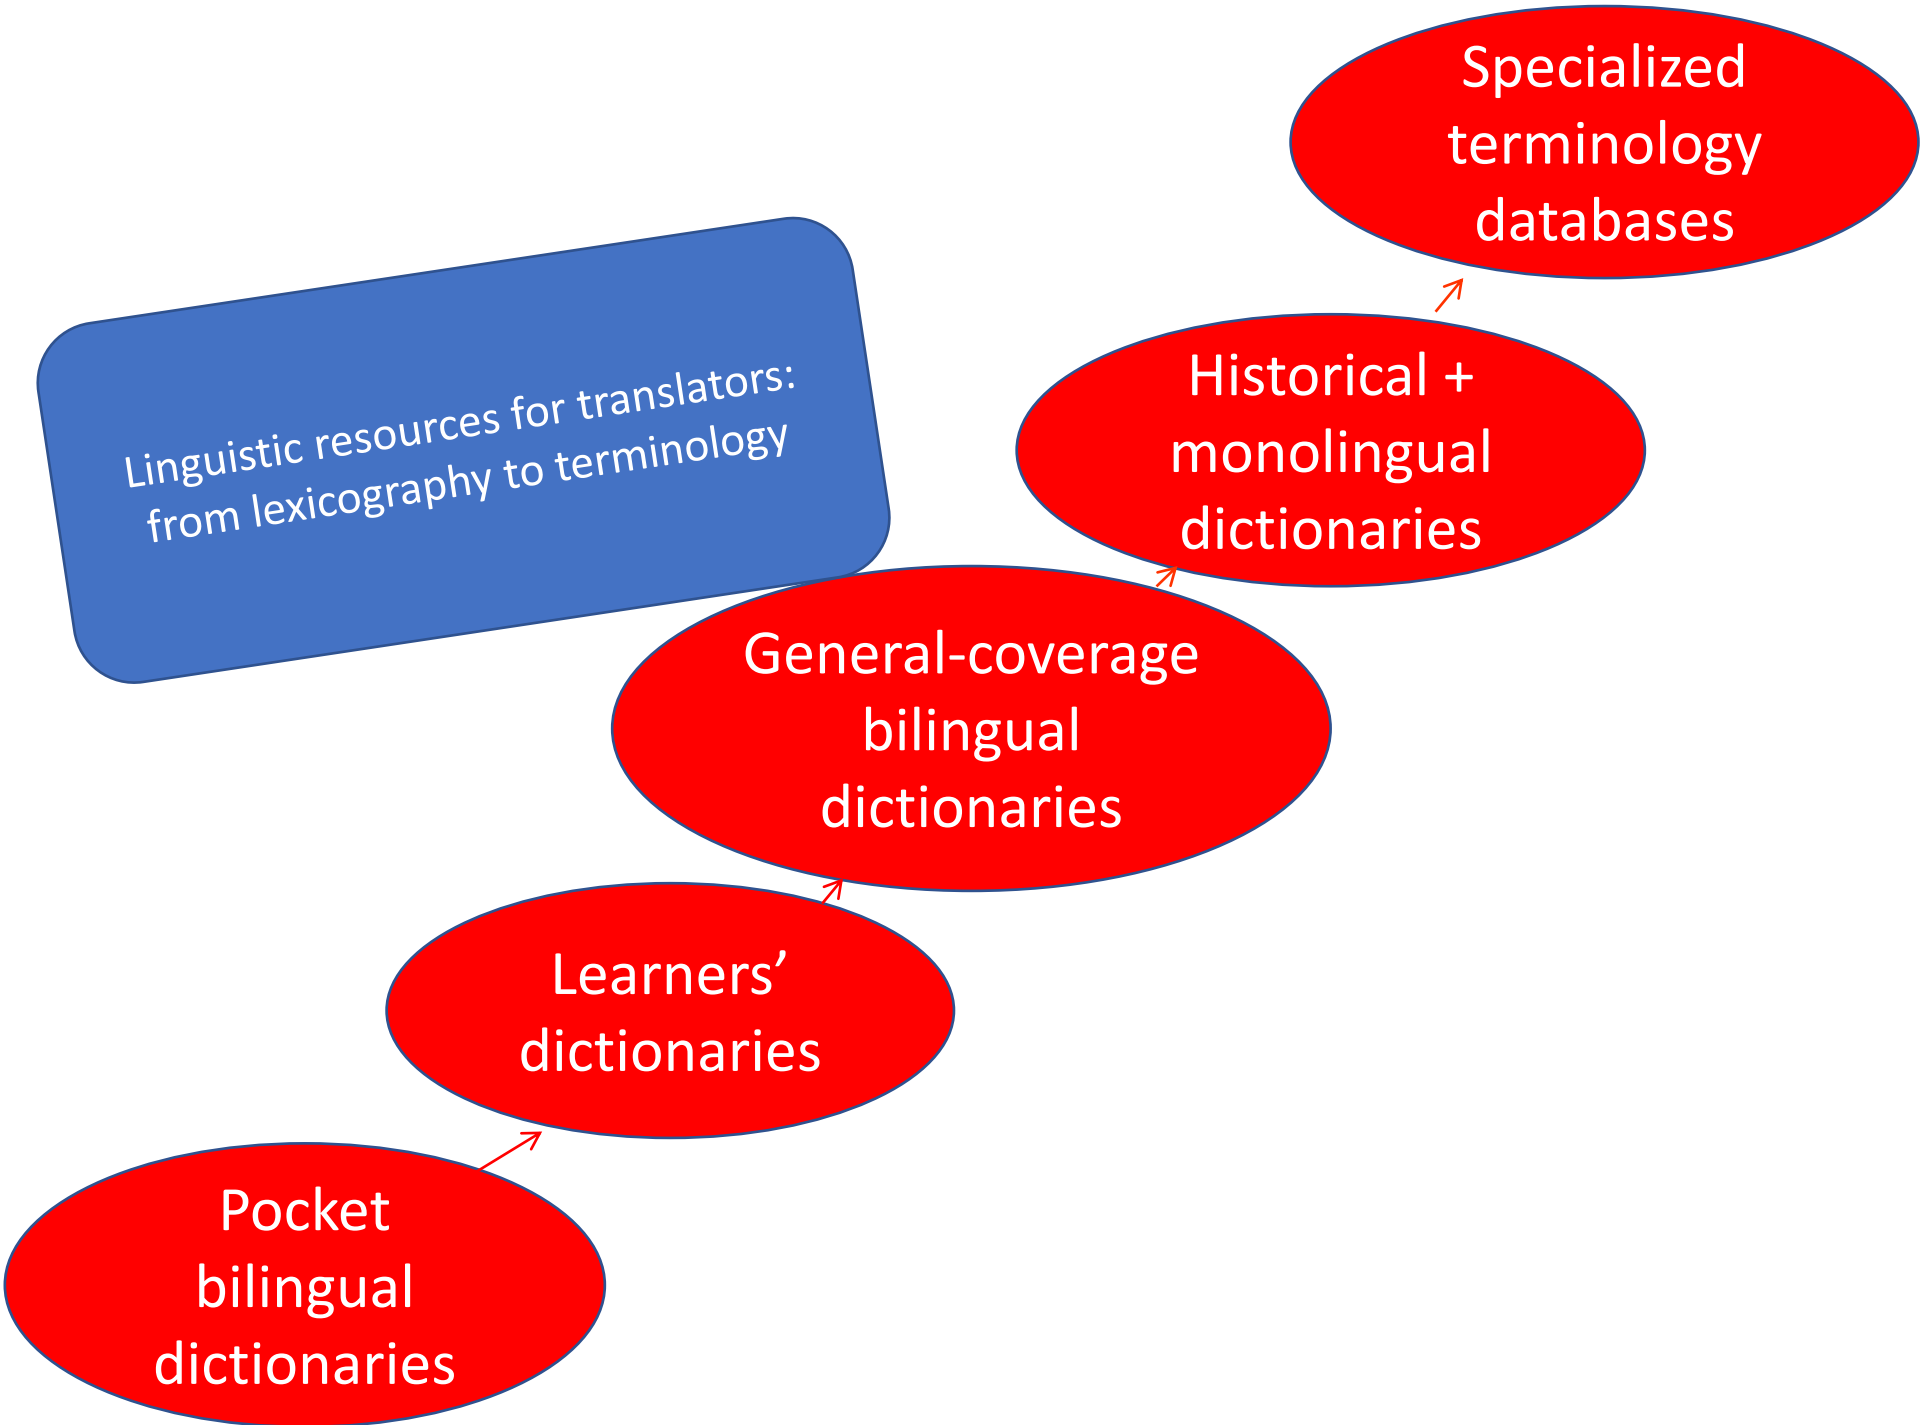 Specialized
terminology
databases
Linguistic resources for translators:
from lexicography to terminology
Historical +
monolingual
dictionaries
General-coverage
bilingual
dictionaries
Learners’
dictionaries
Pocket
bilingual
dictionaries